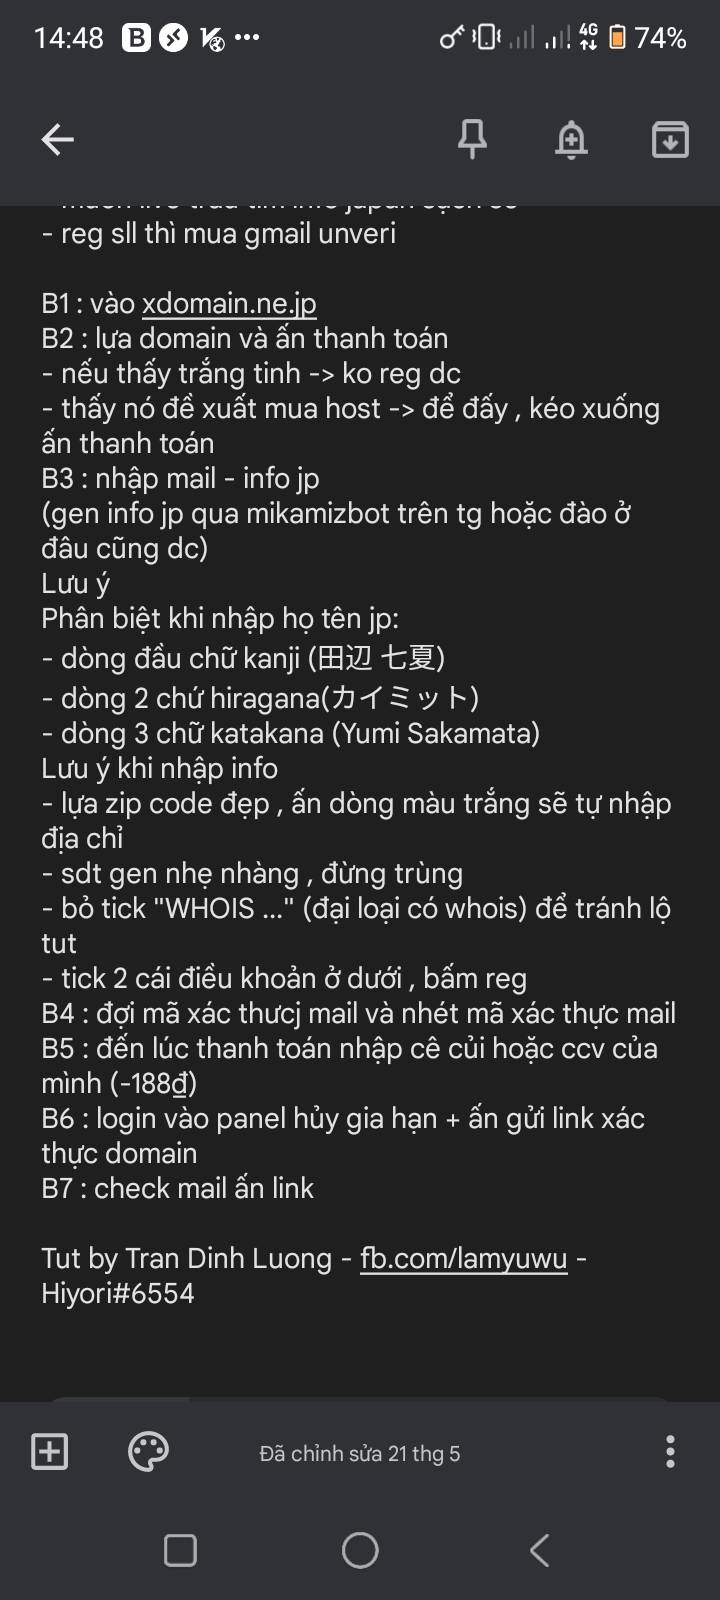 14:48
4G
74%
- reg sll thì mua gmail unveri
B1 : vào xdomain.ne.jp
B2 : lựa domain và ấn thanh toán
- nếu thấy trắng tinh -> ko reg dc
- thấy nó đề xuất mua host -> để đấy , kéo xuống
ấn thanh toán
B3 : nhập mail - info jp
(gen info jp qua mikamizbot trên tg hoặc đào ở
đâu cũng dc)
Lưu ý
Phân biệt khi nhập họ tên jp:
- dòng đầu chữ kanji (田辺 七夏)
- dòng 2 chứ hiragana(カイミット)
- dòng 3 chữ katakana (Yumi Sakamata)
Lưu ý khi nhập info
- lựa zip code đẹp , ấn dòng màu trắng sẽ tự nhập
địa chỉ
- sdt gen nhẹ nhàng , đừng trùng
- bỏ tick "WHOIS ..." (đại loại có whois) để tránh lộ
tut
- tick 2 cái điều khoản ở dưới , bấm reg
B4 : đợi mã xác thưcj mail và nhét mã xác thực mail
B5 : đến lúc thanh toán nhập cê củi hoặc ccv của
mình (-188₫)
B6 : login vào panel hủy gia hạn + ấn gửi link xác
thực domain
B7 : check mail ấn link
Tut by Tran Dinh Luong - fb.com/lamyuwu -
Hiyori#6554
Đã chỉnh sửa 21 thg 5